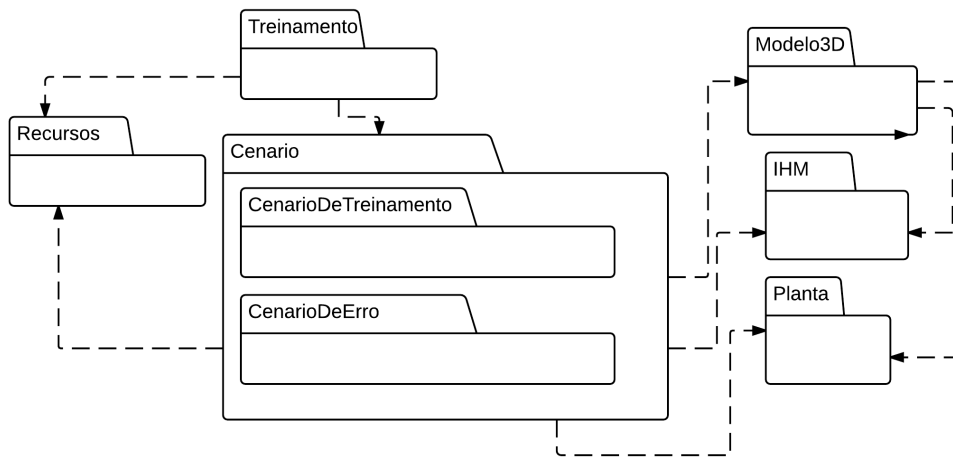 Treinamento
Modelo3D
Recursos
Cenario
IHM
CenarioDeTreinamento
Planta
CenarioDeErro